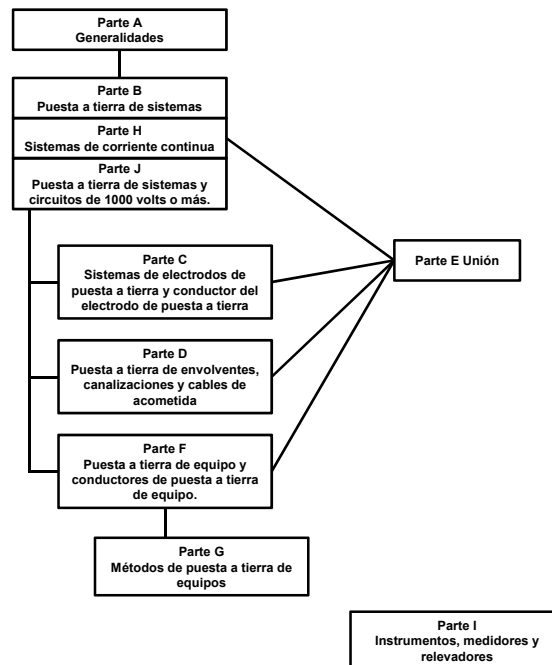 Parte A
Generalidades
Parte B
Puesta a tierra de sistemas
Parte H
Sistemas de corriente continua
Parte J
Puesta a tierra de sistemas y
circuitos de 1000 volts o más.
Parte C
Sistemas de electrodos de
puesta a tierra y conductor del
electrodo de puesta a tierra
Parte E Unión
Parte D
Puesta a tierra de envolventes,
canalizaciones y cables de
acometida
Parte F
Puesta a tierra de equipo y
conductores de puesta a tierra
de equipo.
Parte G
Métodos de puesta a tierra de
equipos
Parte I
Instrumentos, medidores y
relevadores